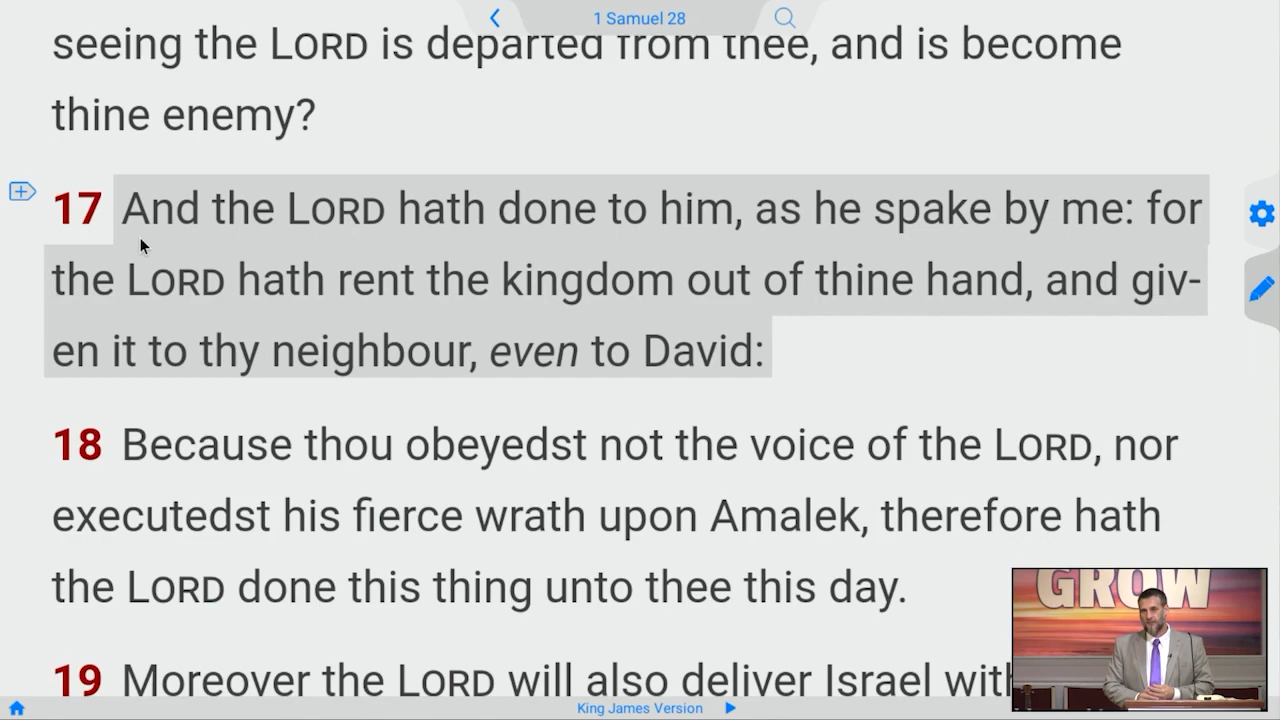 1 Samuel 28
seeing the LORD is departed from thee, and is become
thine enemy?
17 And the LORD hath done to him, as he spake by me: for
the LORD hath rent the kingdom out of thine hand, and giv-
en it to thy neighbour, even to David:
18 Because thou obeyedst not the voice of the LORD, nor
executedst his fierce wrath upon Amalek, therefore hath
the LORD done this thing unto thee this day.
19 Moreover the LORD will also deliver Israel with
GROW
King James Version